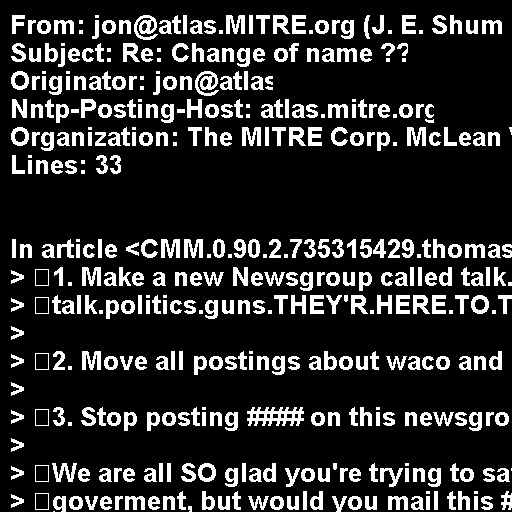 From: jon@atlas.MITRE.org (J. E. Shum
Subject: Re: Change of name ??
Originator: jon@atlas
Nntp-Posting-Host: atlas.mitre.org
Organization: The MITRE Corp. McLean
Lines: 33
In article <CMM.0.90.2.735315429.thomas
> 1. Make a new Newsgroup called talk.
> talk.politics.guns.THEY'R.HERE.TO.T
>
> 2. Move all postings about waco and
>
> 3. Stop posting #### on this newsgro
>
> We are all SO glad you're trying to sa
> goverment, but would you mail this #